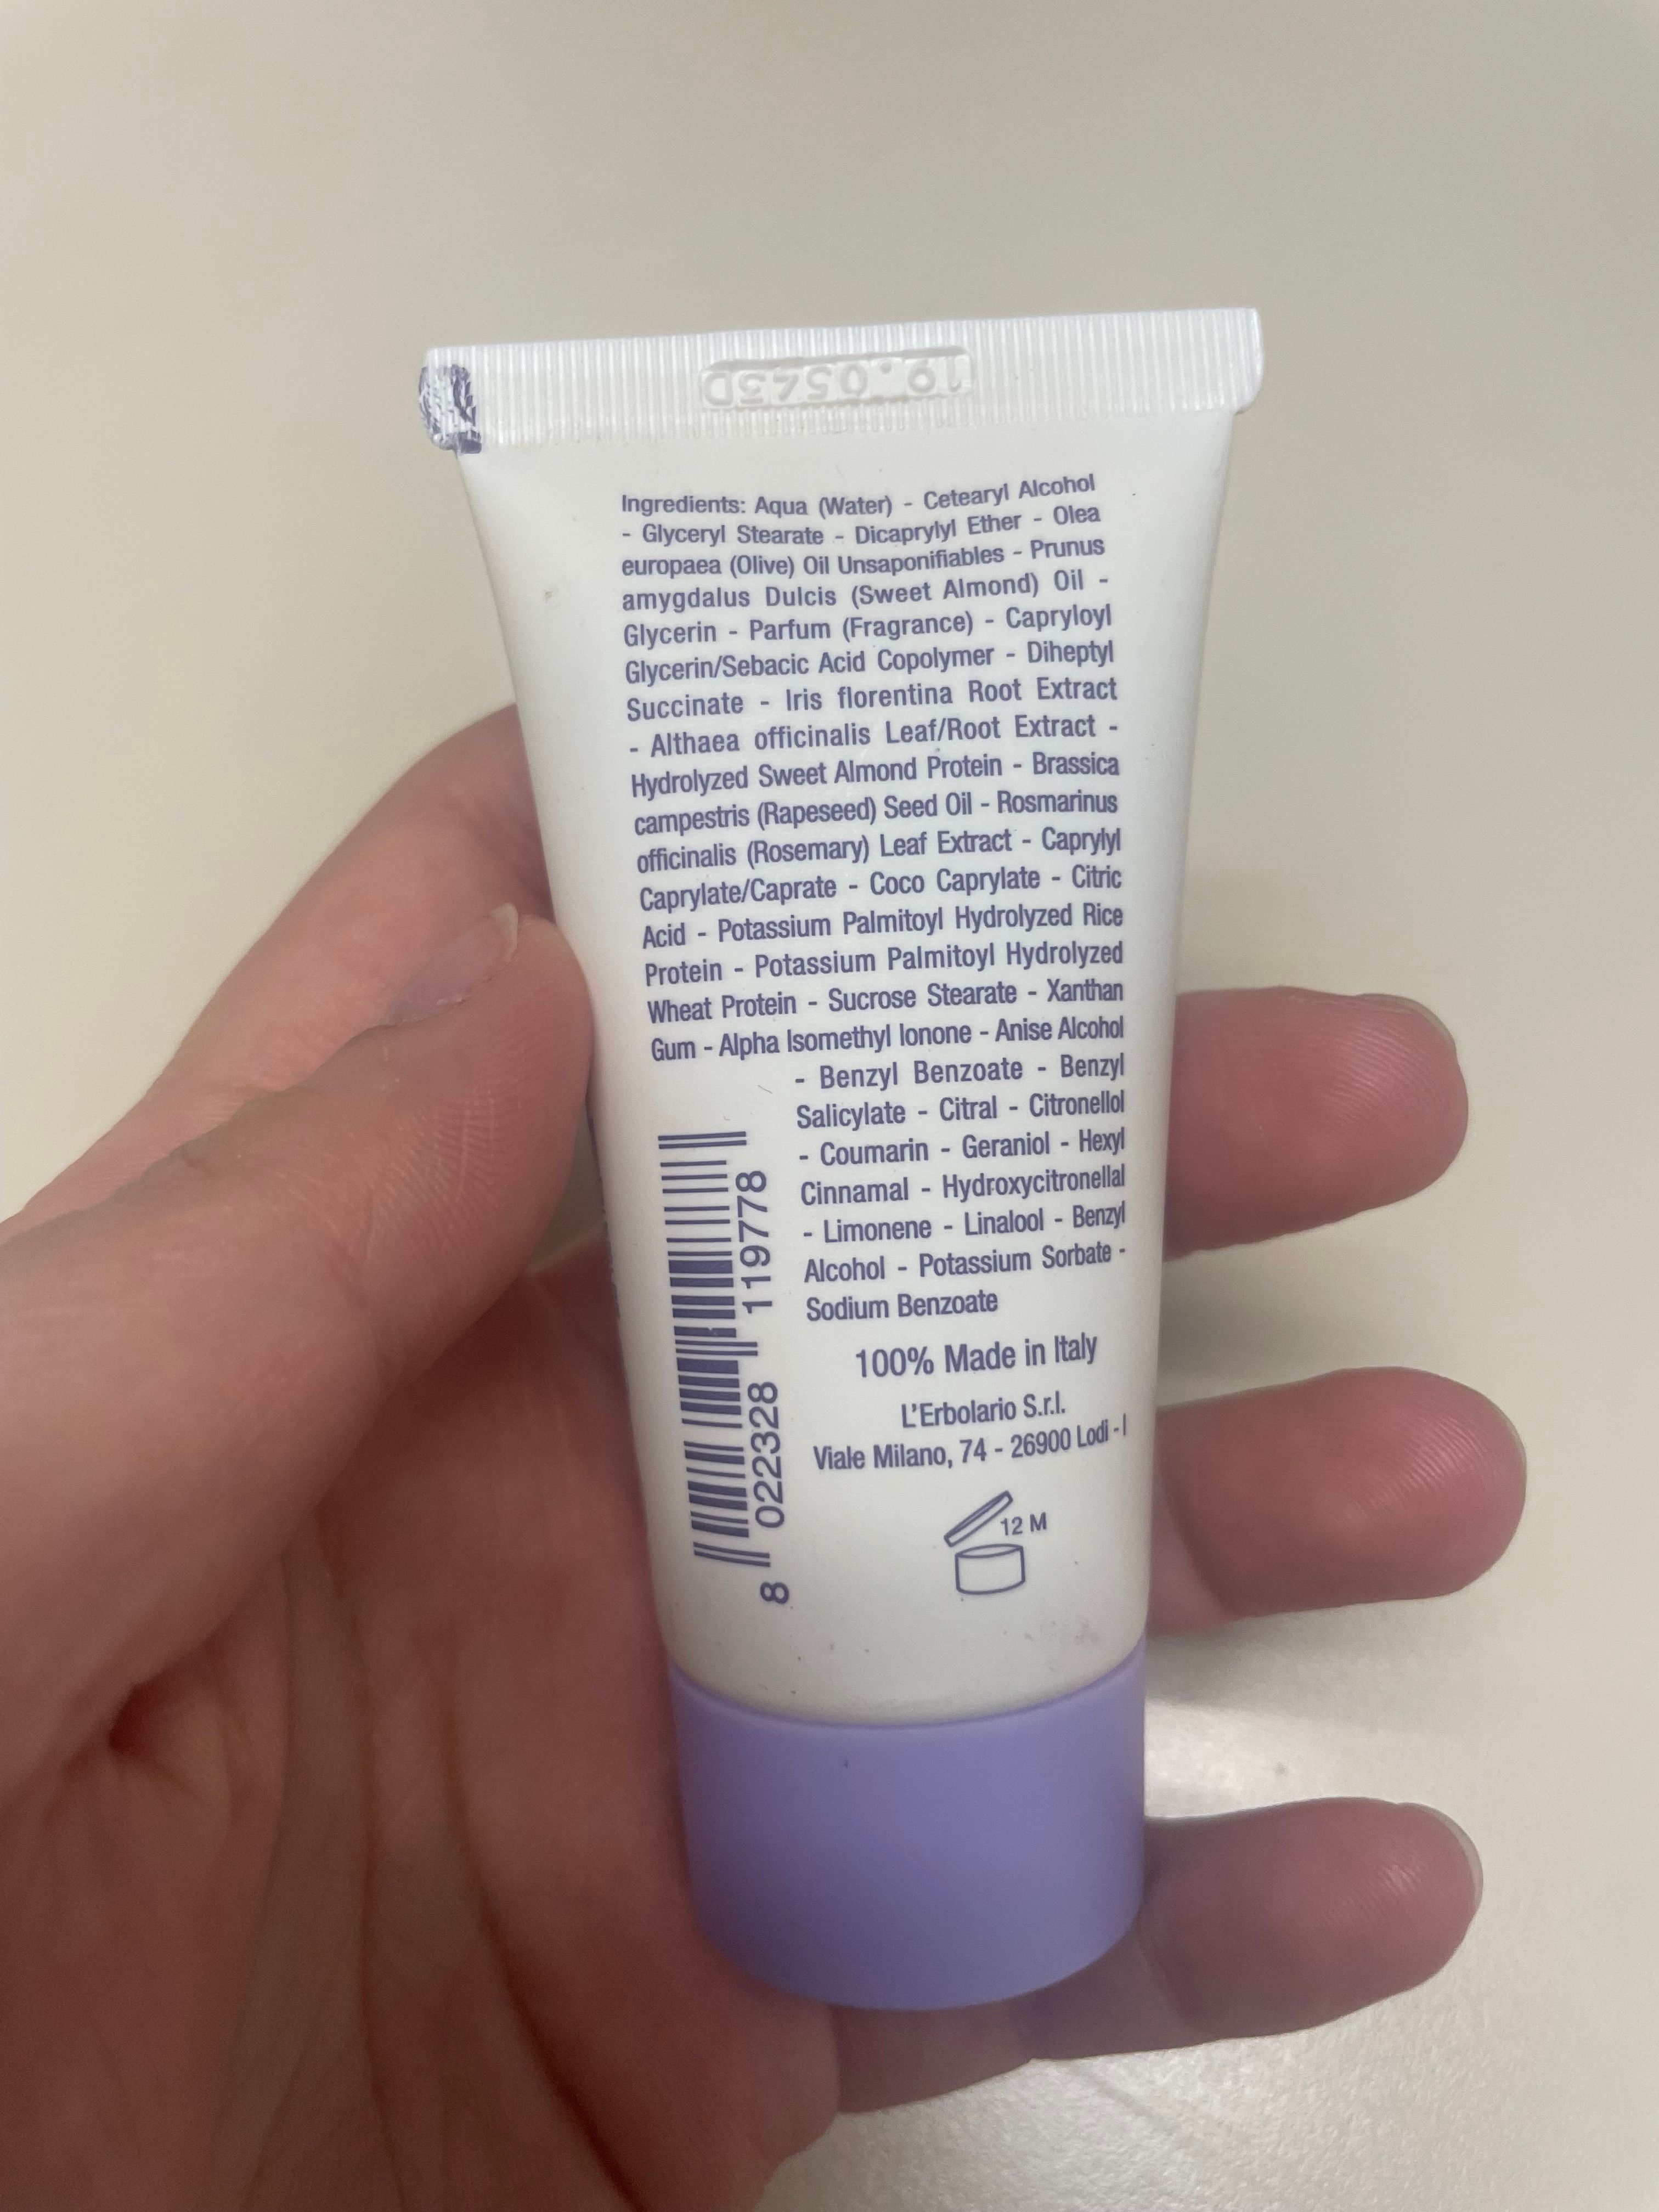 19.0543D
Ingredients: Aqua (Water) - Cetearyl Alcohol
- Glyceryl Stearate - Dicaprylyl Ether - Olea
europaea (Olive) Oil Unsaponifiables - Prunus
amygdalus Dulcis (Sweet Almond) Oil -
Glycerin - Parfum (Fragrance) - Capryloyl
Glycerin/Sebacic Acid Copolymer - Diheptyl
Succinate - Iris florentina Root Extract
- Althaea officinalis Leaf/Root Extract -
Hydrolyzed Sweet Almond Protein - Brassica
campestris (Rapeseed) Seed Oil - Rosmarinus
officinalis (Rosemary) Leaf Extract - Caprylyl
Caprylate/Caprate - Coco Caprylate - Citric
Acid - Potassium Palmitoyl Hydrolyzed Rice
Protein - Potassium Palmitoyl Hydrolyzed
Wheat Protein - Sucrose Stearate - Xanthan
Gum - Alpha Isomethyl Ionone - Anise Alcohol
- Benzyl Benzoate - Benzyl
Salicylate - Citral - Citronellol
- Coumarin - Geraniol - Hexyl
Cinnamal - Hydroxycitronellal
- Limonene - Linalool - Benzyl
Alcohol - Potassium Sorbate -
Sodium Benzoate
8 022328 119778
100% Made in Italy
L'Erbolario S.r.l.
Viale Milano, 74 - 26900 Lodi - I
12 M